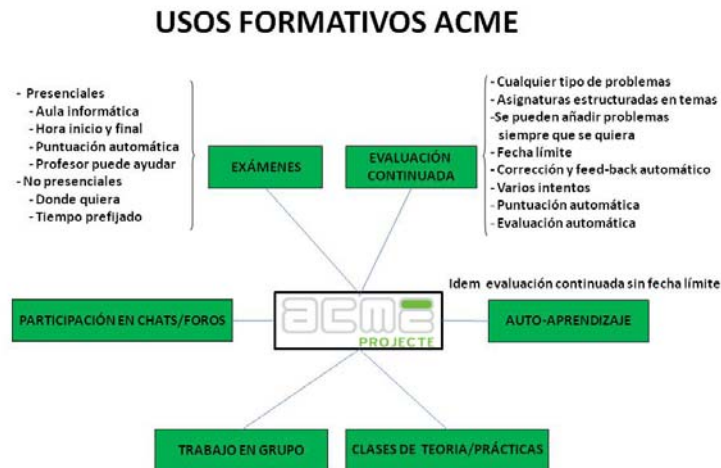 USOS FORMATIVOS ACME
- Presenciales
- Aula informática
- Hora inicio y final
- Puntuación automática
- Profesor puede ayudar
- No presenciales
- Donde quiera
- Tiempo prefijado
EXÁMENES
EVALUACIÓN
CONTINUADA
- Cualquier tipo de problemas
- Asignaturas estructuradas en temas
-Se pueden añadir problemas
siempre que se quiera
- Fecha límite
- Corrección y feed-back automático
- Varios intentos
- Puntuación automática
- Evaluación automática
Idem evaluación continuada sin fecha límite
PARTICIPACIÓN EN CHATS/FOROS
acme
PROJECTE
AUTO-APRENDIZAJE
TRABAJO EN GRUPO
CLASES DE TEORIA/PRÁCTICAS